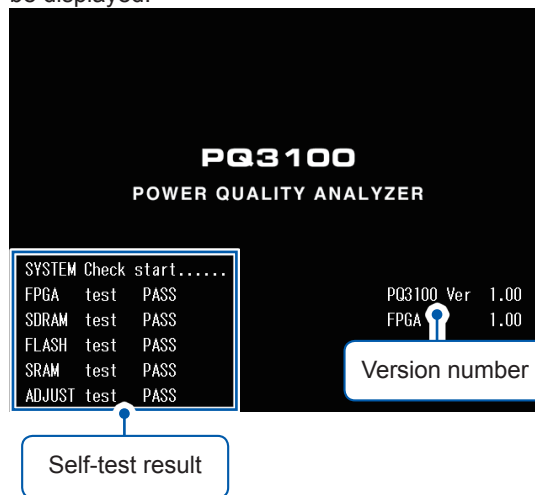 be displayed.
PQ3100
POWER QUALITY ANALYZER
SYSTEM Check start......
FPGA test PASS
SDRAM test PASS
FLASH test PASS
SRAM test PASS
ADJUST test PASS
PQ3100 Ver 1.00
FPGA 1.00
Version number
Self-test result